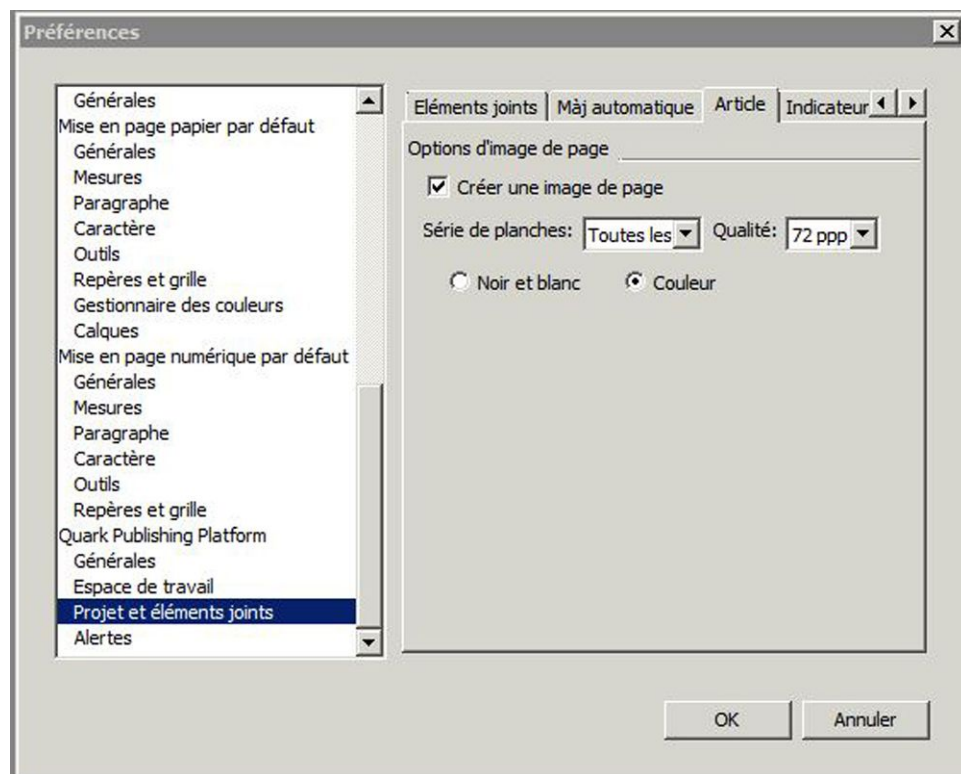 Préférences
Générales
Mise en page papier par défaut
Générales
Mesures
Paragraphe
Caractère
Outils
Repères et grille
Gestionnaire des couleurs
Calques
Mise en page numérique par défaut
Générales
Mesures
Paragraphe
Caractère
Outils
Repères et grille
Quark Publishing Platform
Générales
Espace de travail
Projet et éléments joints
Alertes
Eléments joints Màj automatique Article Indicateur
Options d'image de page
Créer une image de page
Série de planches: Toutes les Qualité: 72 ppp
Noir et blanc Couleur
OK Annuler